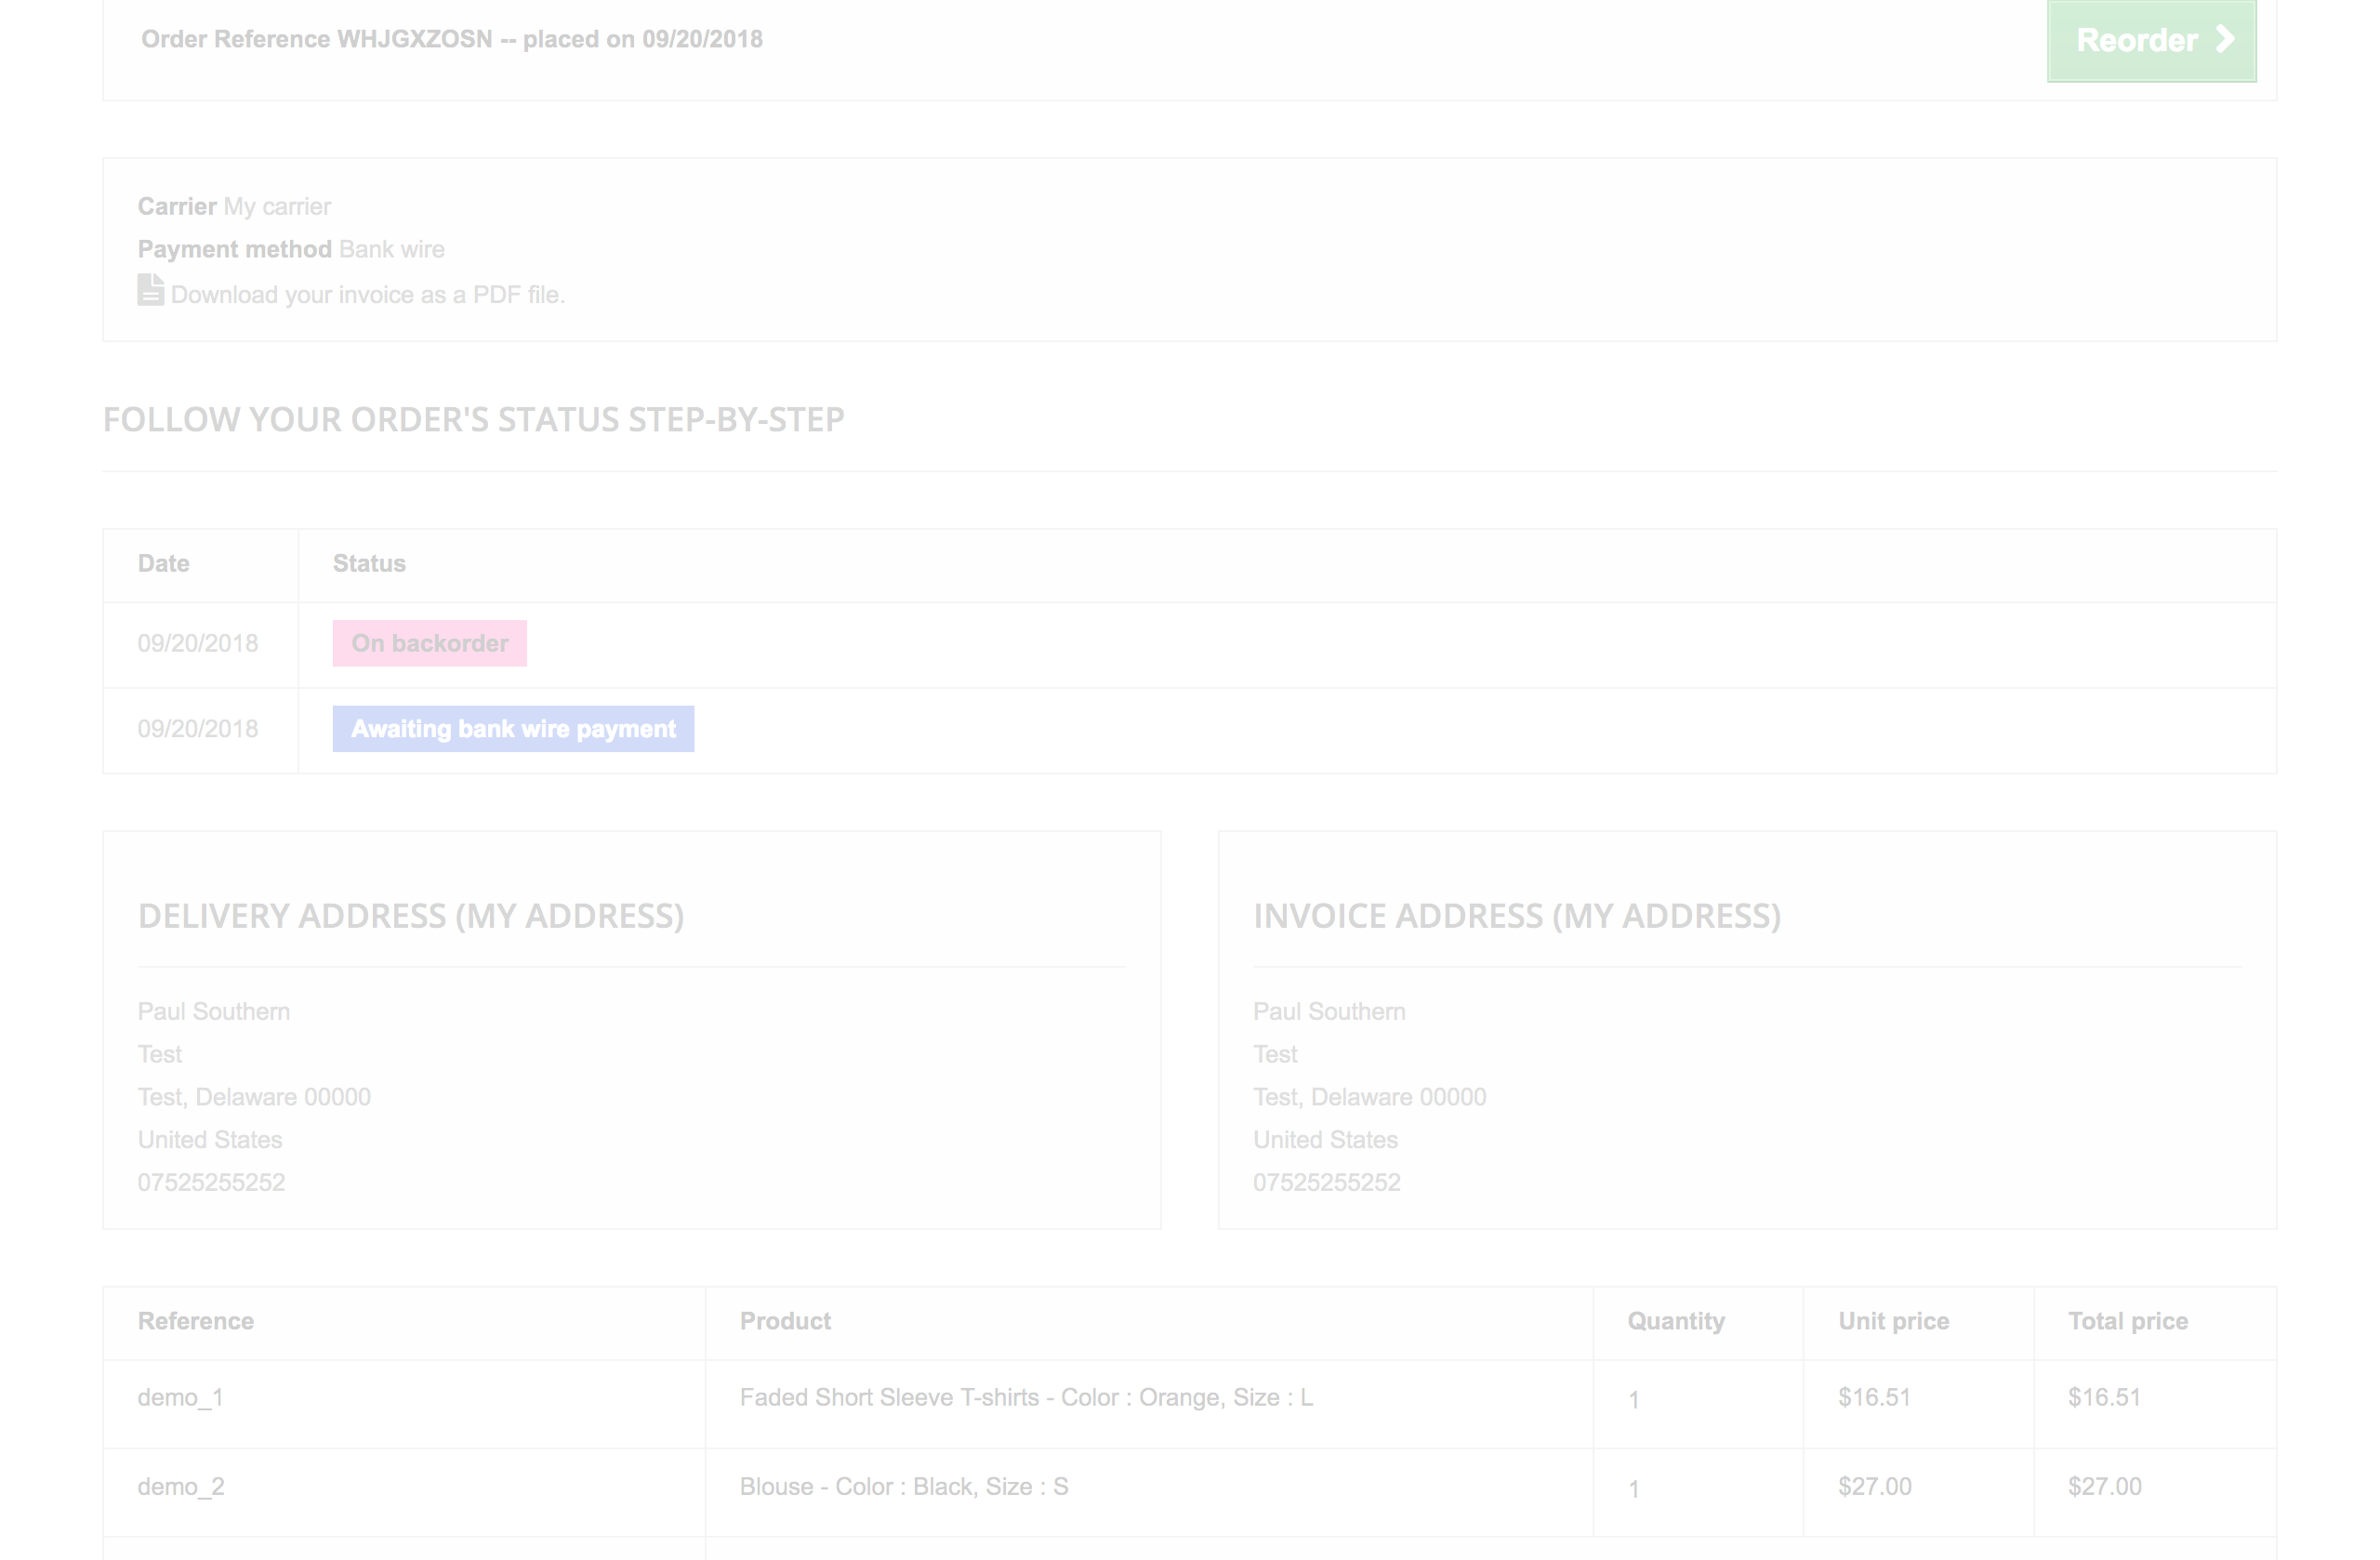 Order Reference WHJGXZOSN -- placed on 09/20/2018
Reorder
Carrier My carrier
Payment method Bank wire
Download your invoice as a PDF file.
FOLLOW YOUR ORDER'S STATUS STEP-BY-STEP
Date Status
09/20/2018 On backorder
09/20/2018 Awaiting bank wire payment
DELIVERY ADDRESS (MY ADDRESS)
Paul Southern
Test
Test, Delaware 00000
United States
07525255252
INVOICE ADDRESS (MY ADDRESS)
Paul Southern
Test
Test, Delaware 00000
United States
07525255252
Reference Product Quantity Unit price Total price
demo_1 Faded Short Sleeve T-shirts - Color : Orange, Size : L 1 $16.51 $16.51
demo_2 Blouse - Color : Black, Size : S 1 $27.00 $27.00